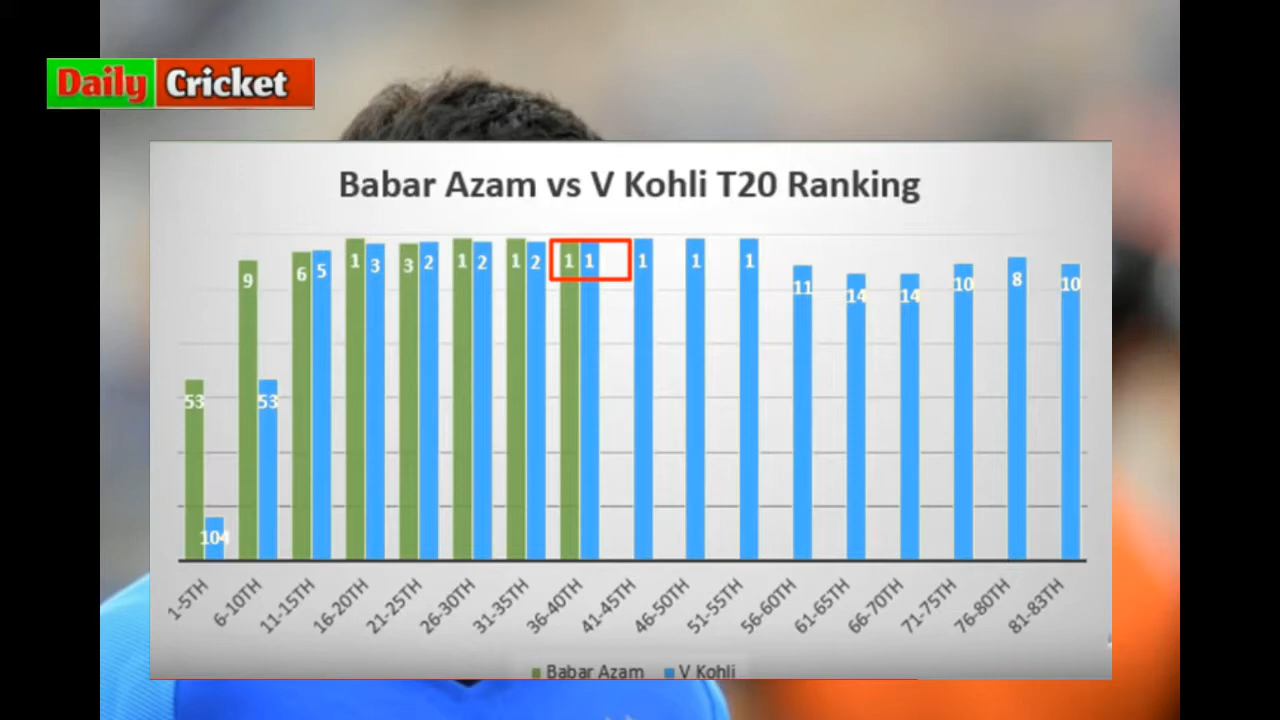 Daily Cricket
Babar Azam vs V Kohli T20 Ranking
53 104 9 53 6 5 1 3 3 2 1 2 1 2 1 1 1 1 1 11 14 14 10 8 10
1-5TH 6-10TH 11-15TH 16-20TH 21-25TH 26-30TH 31-35TH 36-40TH 41-45TH 46-50TH 51-55TH 56-60TH 61-65TH 66-70TH 71-75TH 76-80TH 81-83TH
Babar Azam V Kohli